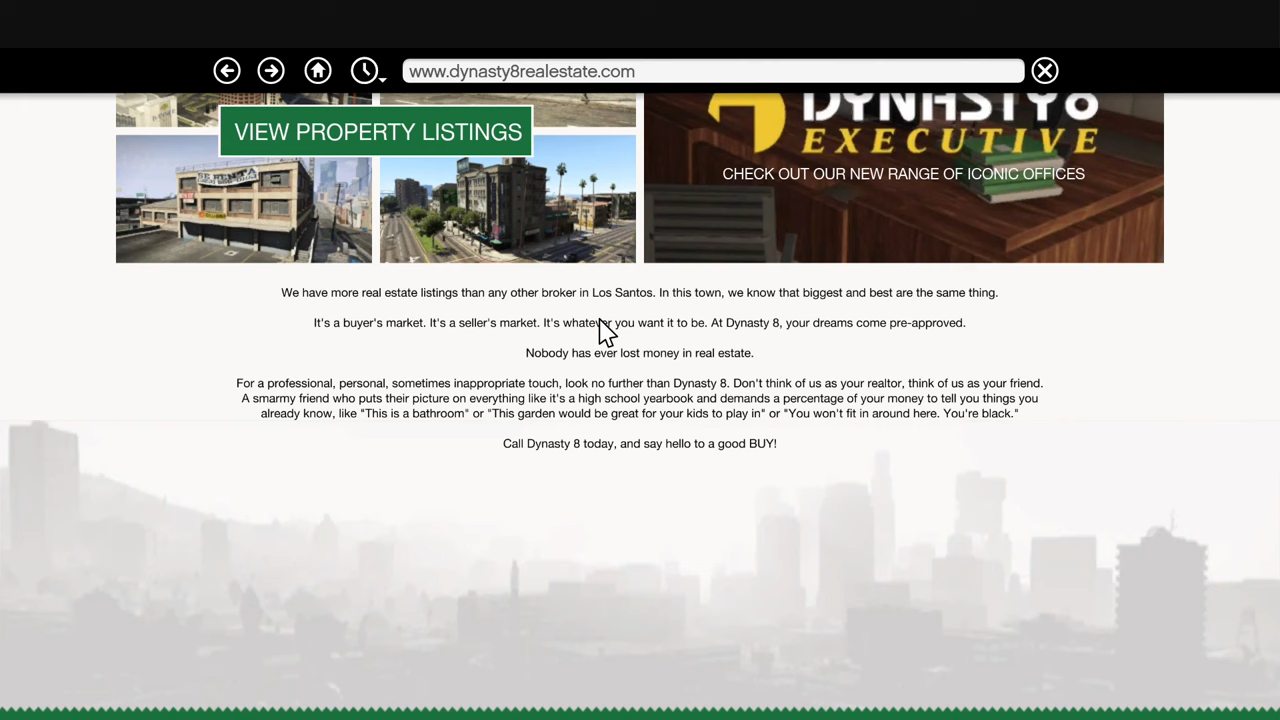 www.dynasty8realestate.com
VIEW PROPERTY LISTINGS
DYNASTY 8
EXECUTIVE
CHECK OUT OUR NEW RANGE OF ICONIC OFFICES
We have more real estate listings than any other broker in Los Santos. In this town, we know that biggest and best are the same thing.
It's a buyer's market. It's a seller's market. It's whatever you want it to be. At Dynasty 8, your dreams come pre-approved.
Nobody has ever lost money in real estate.
For a professional, personal, sometimes inappropriate touch, look no further than Dynasty 8. Don't think of us as your realtor, think of us as your friend.
A smarmy friend who puts their picture on everything like it's a high school yearbook and demands a percentage of your money to tell you things you
already know, like "This is a bathroom" or "This garden would be great for your kids to play in" or "You won't fit in around here. You're black."
Call Dynasty 8 today, and say hello to a good BUY!